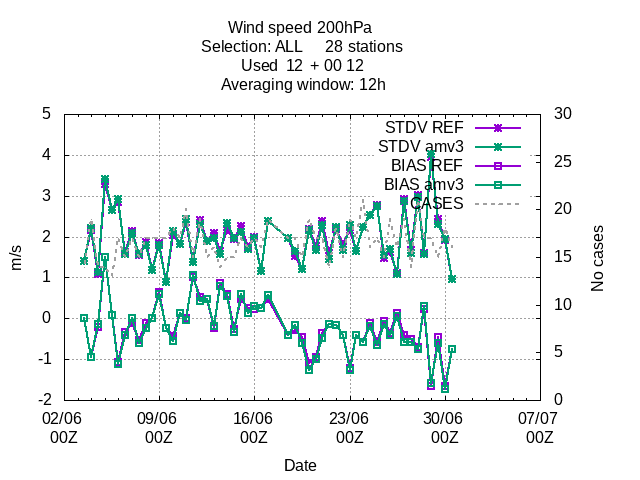 Wind speed 200hPa
Selection: ALL 28 stations
Used 12 + 00 12
Averaging window: 12h
5 30
4 25
3 20
2 15
1 10
0 5
-1 0
-2
m/s
No cases
STDV REF
STDV amv3
BIAS REF
BIAS amv3
CASES
02/06 09/06 16/06 23/06 30/06 07/07
00Z 00Z 00Z 00Z 00Z 00Z
Date